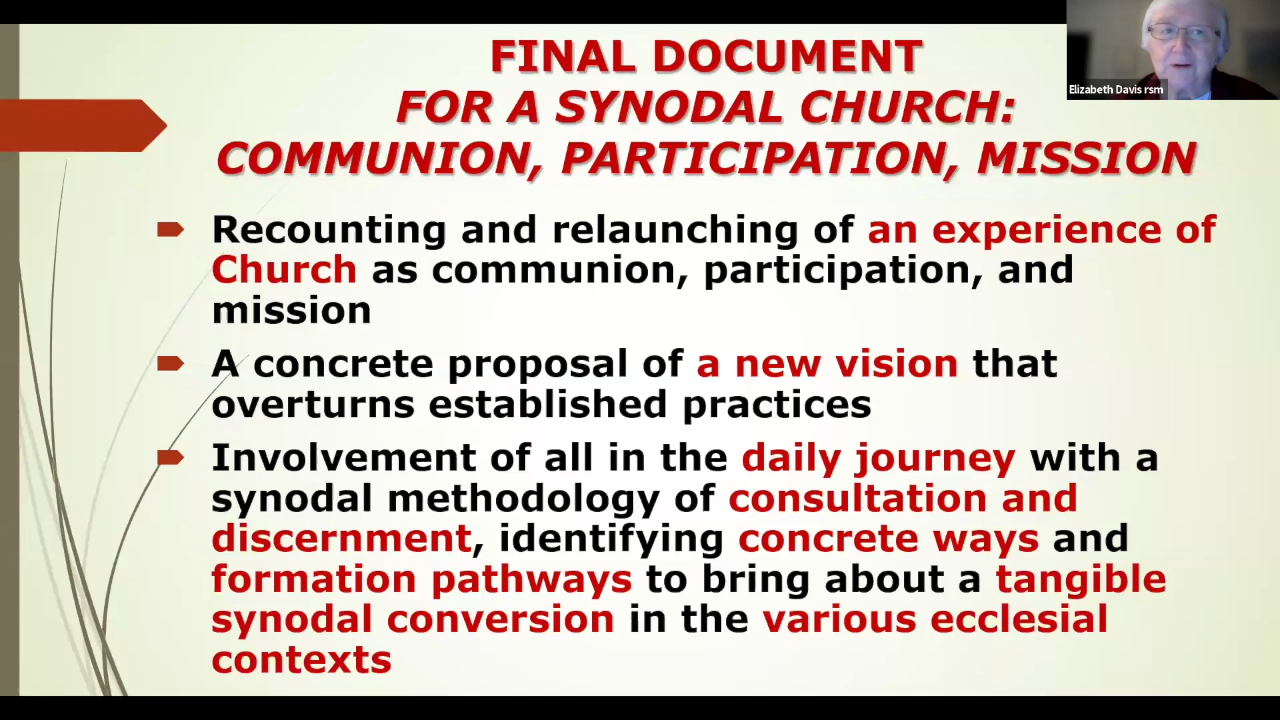 FINAL DOCUMENT
FOR A SYNODAL CHURCH:
COMMUNION, PARTICIPATION, MISSION
Elizabeth Davis rsm
Recounting and relaunching of an experience of
Church as communion, participation, and
mission
A concrete proposal of a new vision that
overturns established practices
Involvement of all in the daily journey with a
synodal methodology of consultation and
discernment, identifying concrete ways and
formation pathways to bring about a tangible
synodal conversion in the various ecclesial
contexts